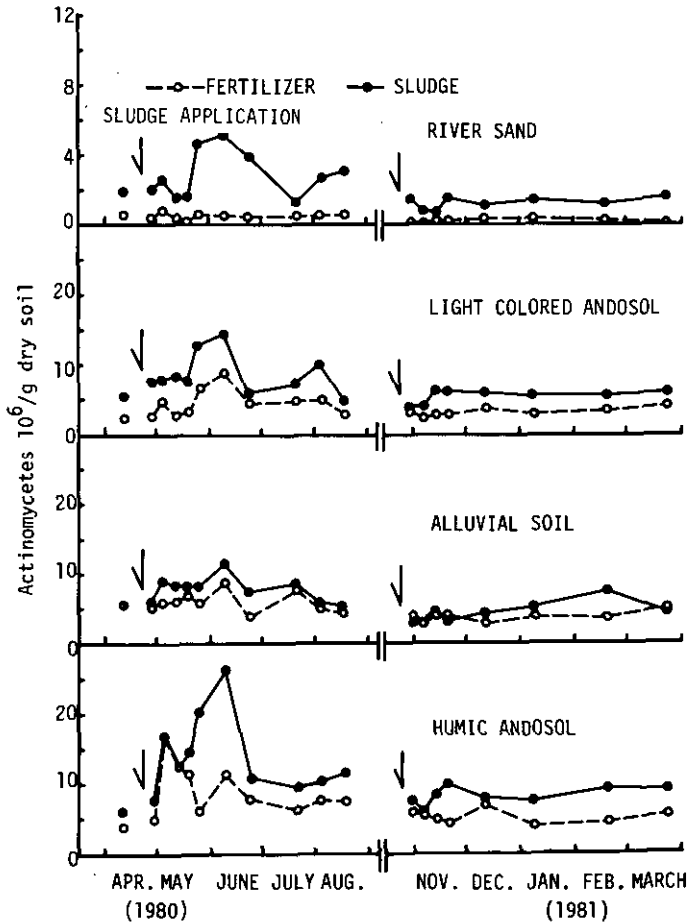 12
8
4
0
FERTILIZER
SLUDGE
SLUDGE APPLICATION
RIVER SAND
20
10
0
LIGHT COLORED ANDOSOL
20
10
0
ALLUVIAL SOIL
20
10
0
HUMIC ANDOSOL
Actinomycetes 10⁶/g dry soil
APR. MAY JUNE JULY AUG. NOV. DEC. JAN. FEB. MARCH
(1980) (1981)